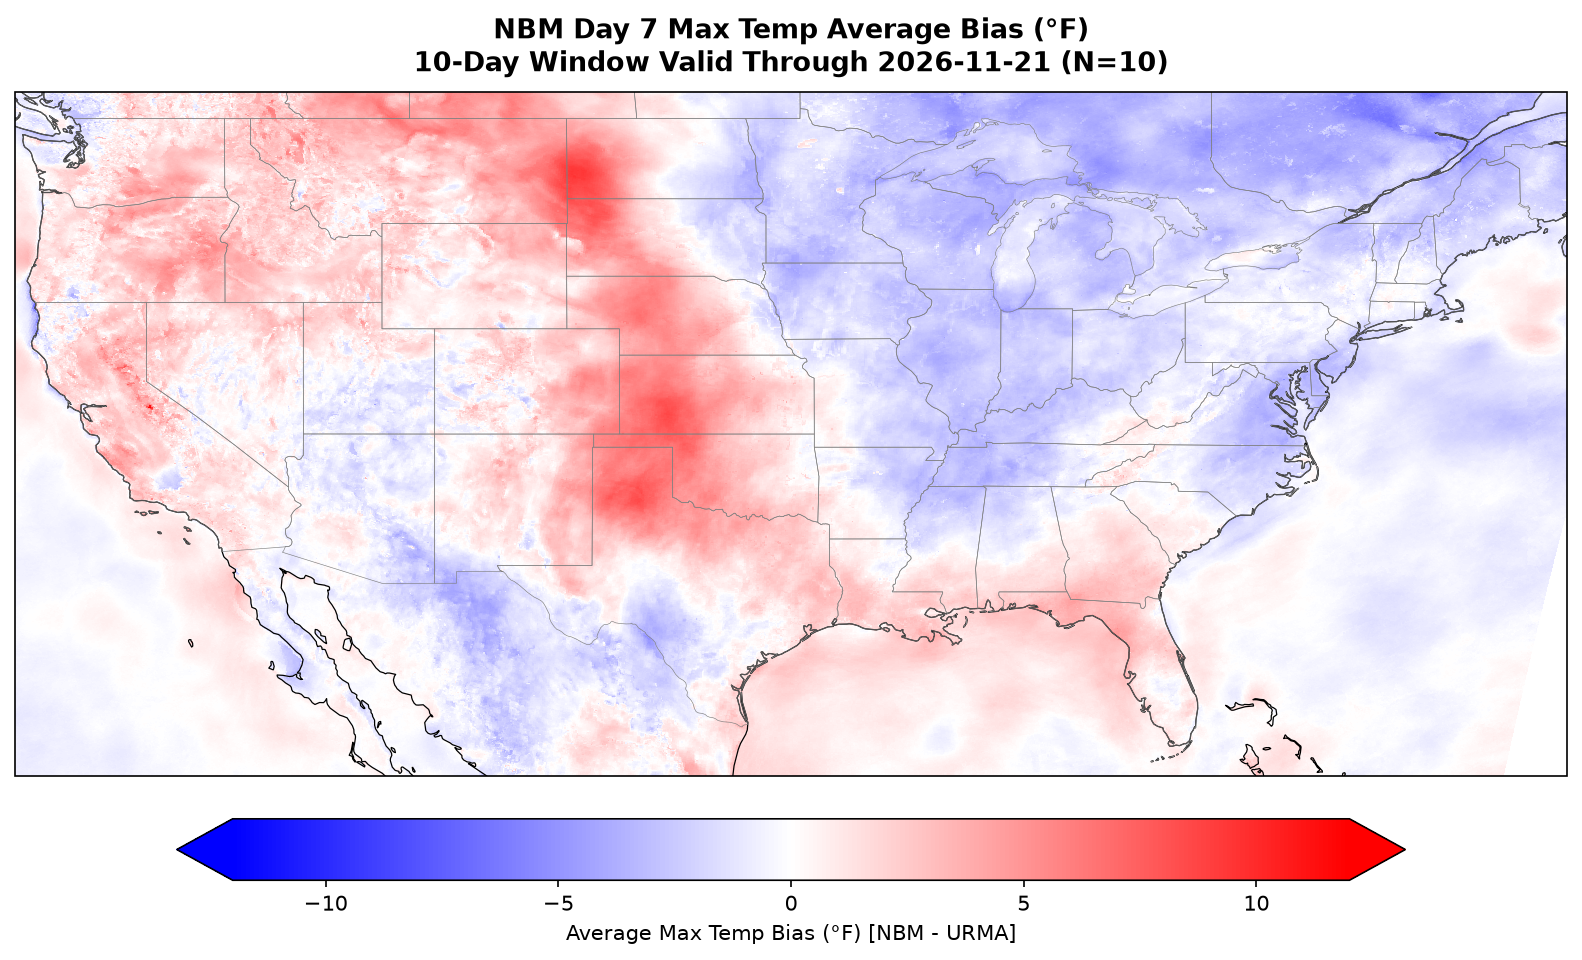 NBM Day 7 Max Temp Average Bias (°F)
10-Day Window Valid Through 2026-11-21 (N=10)
−10 −5 0 5 10
Average Max Temp Bias (°F) [NBM - URMA]